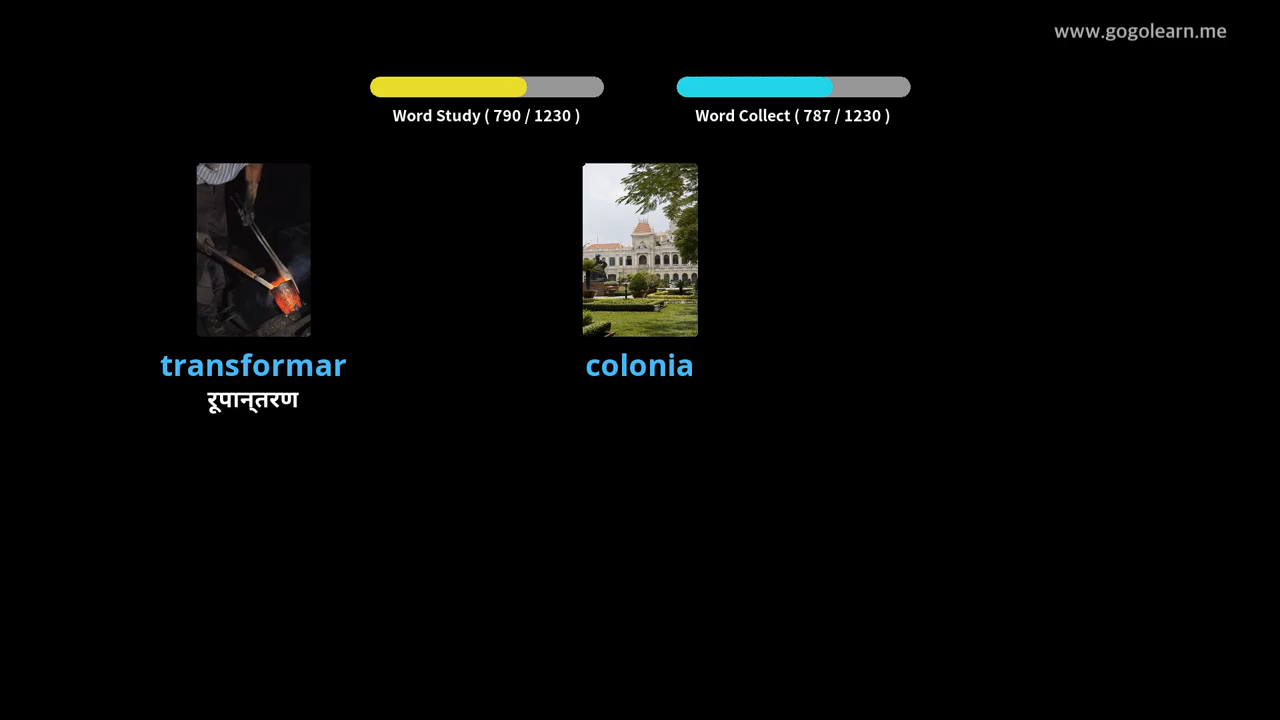 www.gogolearn.me
Word Study ( 790 / 1230 )
Word Collect ( 787 / 1230 )
transformar
रूपान्‌तरण
colonia